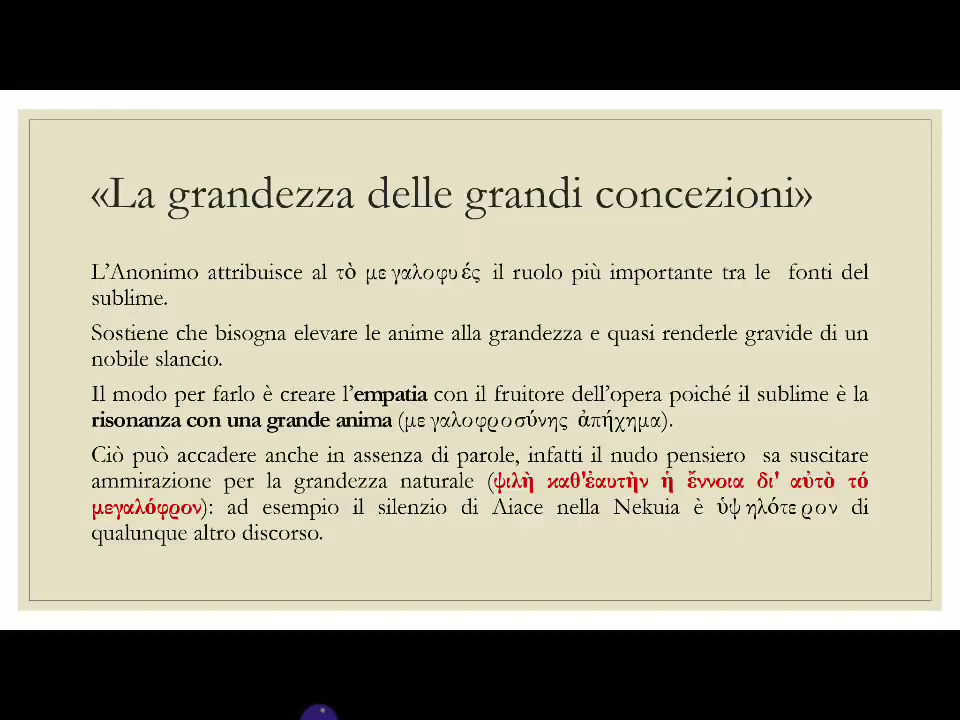 «La grandezza delle grandi concezioni»
L’Anonimo attribuisce al τὸ μεγαλοφυές il ruolo più importante tra le fonti del
sublime.
Sostiene che bisogna elevare le anime alla grandezza e quasi renderle gravide di un
nobile slancio.
Il modo per farlo è creare l’empatia con il fruitore dell’opera poiché il sublime è la
risonanza con una grande anima (μεγαλοφροσύνης ἀπήχημα).
Ciò può accadere anche in assenza di parole, infatti il nudo pensiero sa suscitare
ammirazione per la grandezza naturale (ψιλὴ καθ'ἑαυτὴν ἡ ἔννοια δι' αὐτὸ τό
μεγαλόφρον): ad esempio il silenzio di Aiace nella Nekuia è ὑψηλότερον di
qualunque altro discorso.